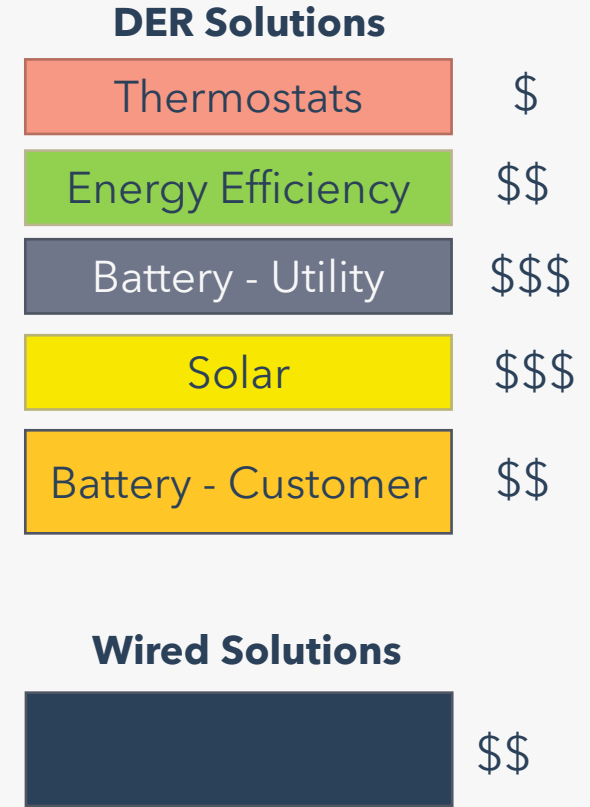 DER Solutions
Thermostats $
Energy Efficiency $$
Battery - Utility $$$
Solar $$$
Battery - Customer $$
Wired Solutions
$$